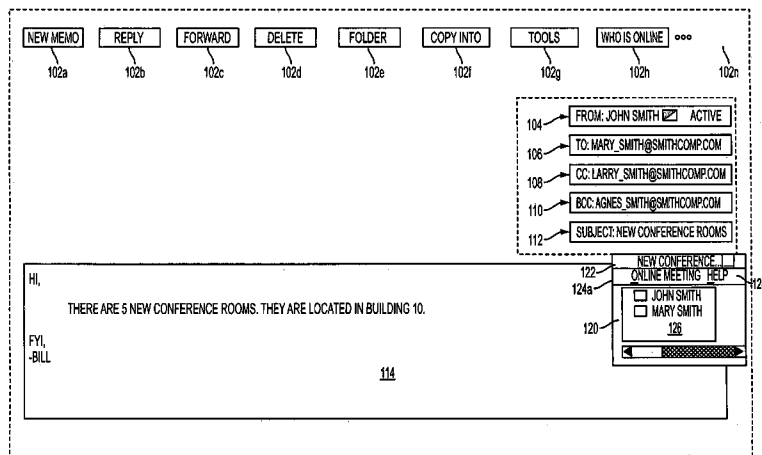 NEW MEMO REPLY FORWARD DELETE FOLDER COPY INTO TOOLS WHO IS ONLINE ooo
102a 102b 102c 102d 102e 102f 102g 102h 102n
104 FROM: JOHN SMITH ACTIVE
106 TO: MARY_SMITH@SMITHCOMP.COM
108 CC: LARRY_SMITH@SMITHCOMP.COM
110 BCC: AGNES_SMITH@SMITHCOMP.COM
112 SUBJECT: NEW CONFERENCE ROOMS
122 NEW CONFERENCE...
124a ONLINE MEETING HELP 12
120 JOHN SMITH
MARY SMITH
126
HI,
THERE ARE 5 NEW CONFERENCE ROOMS. THEY ARE LOCATED IN BUILDING 10.
FYI,
-BILL
114